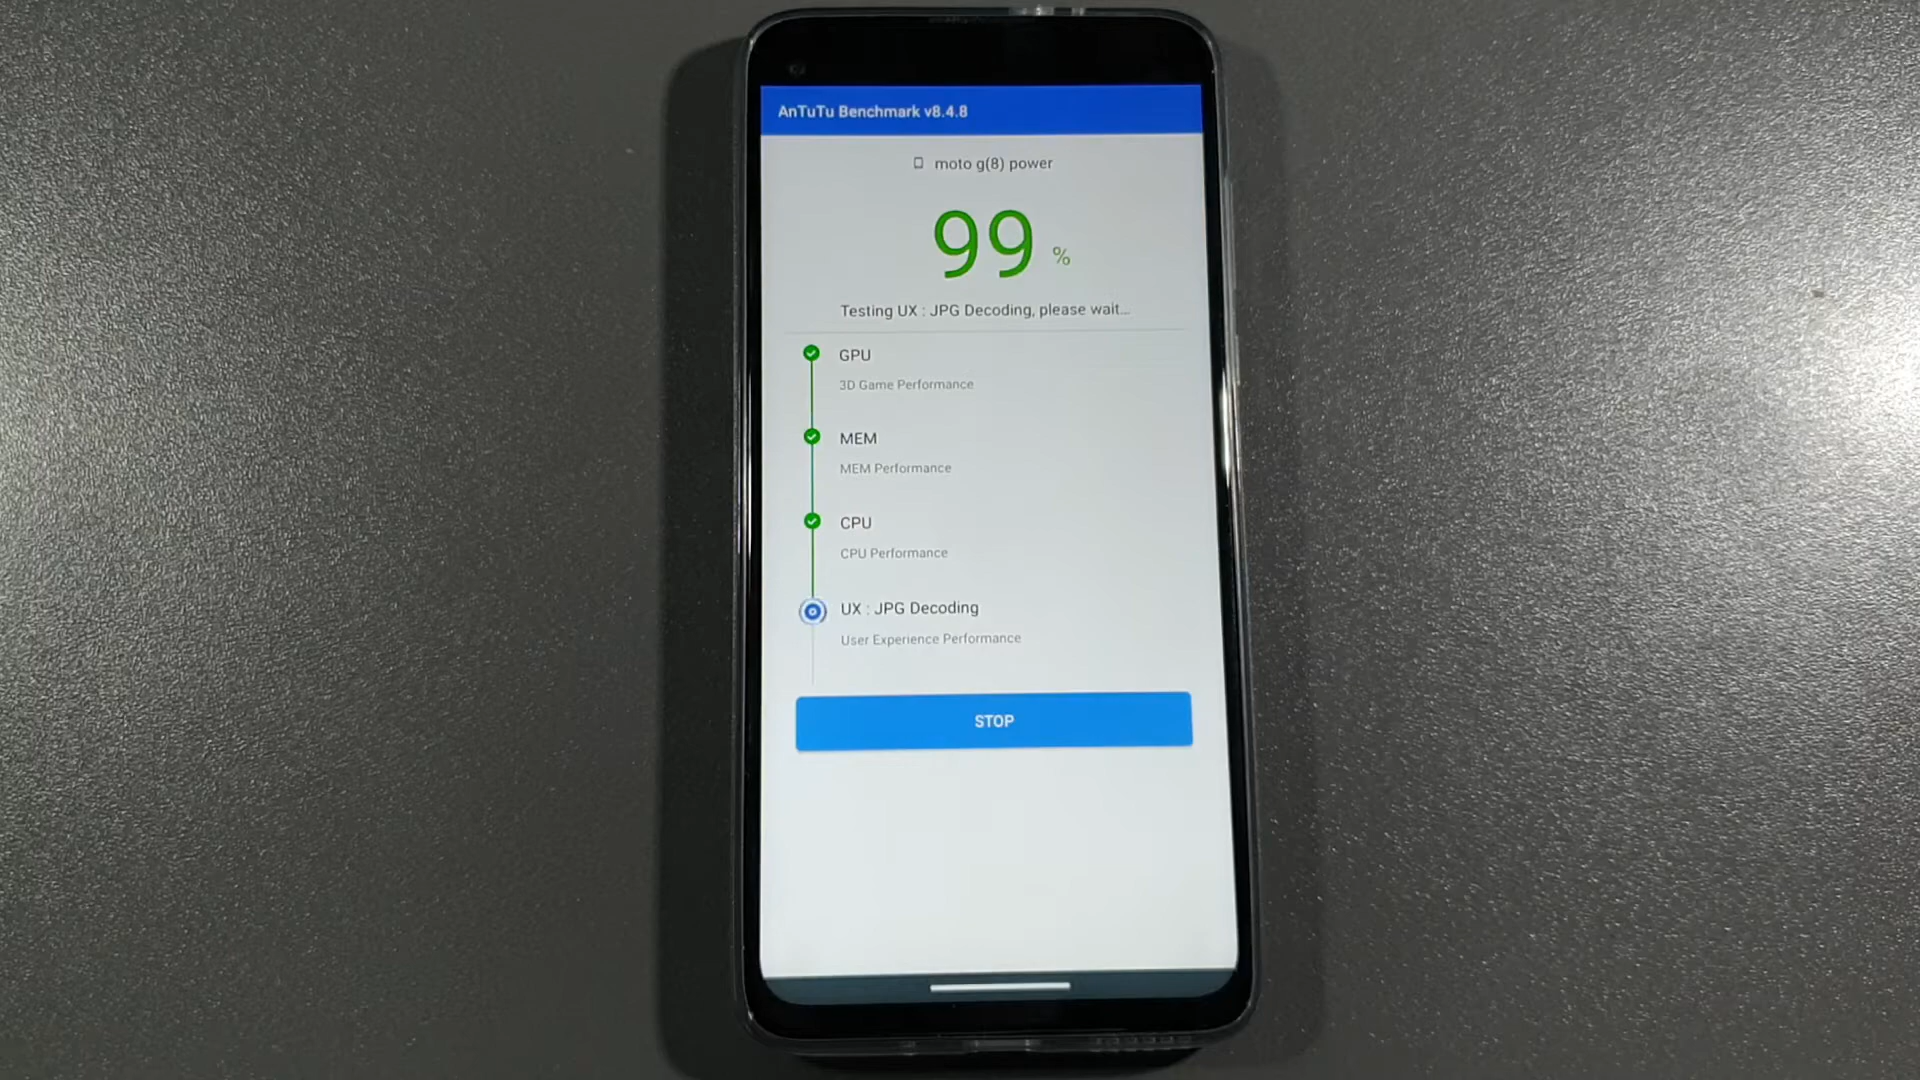 AnTuTu Benchmark v8.4.8
moto g(8) power
99 %
Testing UX : JPG Decoding, please wait...
GPU
3D Game Performance
MEM
MEM Performance
CPU
CPU Performance
UX : JPG Decoding
User Experience Performance
STOP